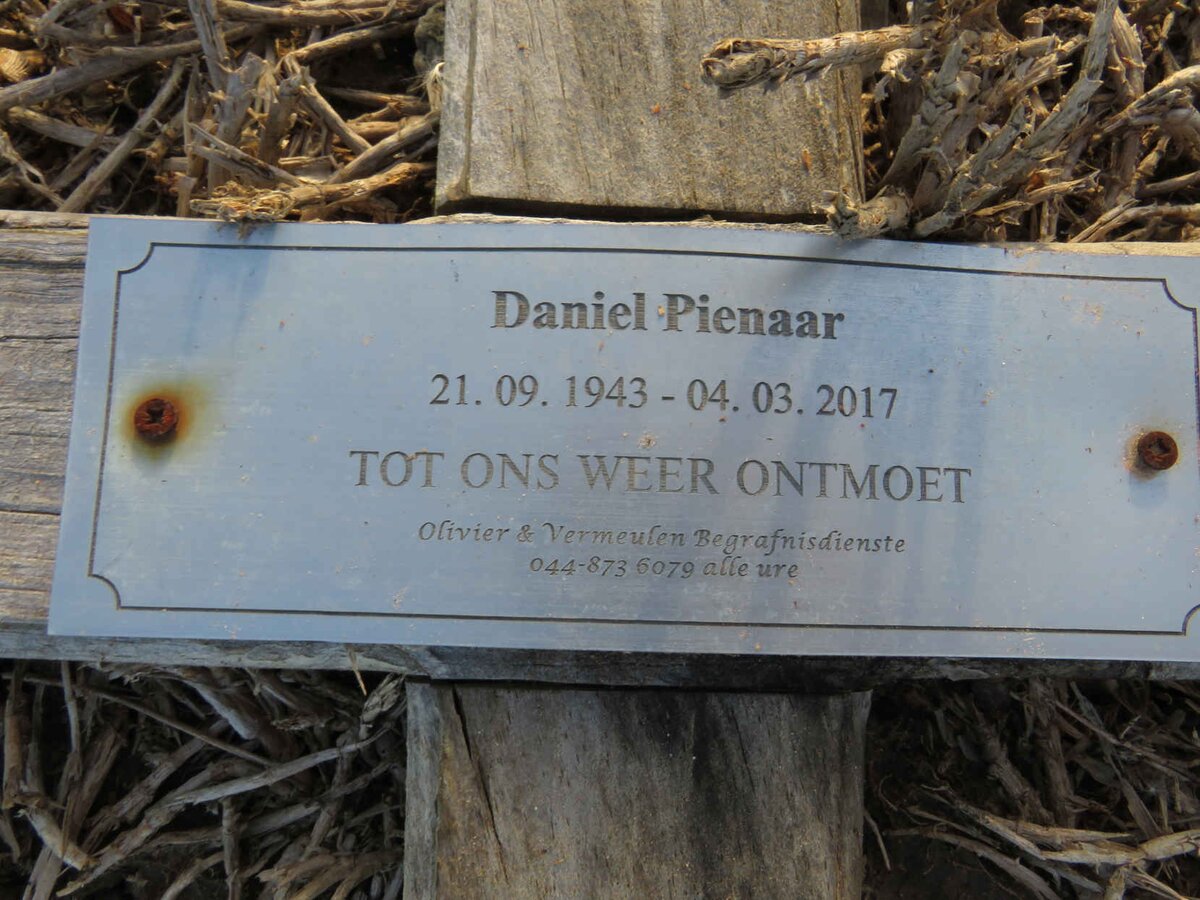 Daniel Pienaar
21. 09. 1943 - 04. 03. 2017
TOT ONS WEER ONTMOET
Olivier & Vermeulen Begrafnisdienste
044-873 6079 alle ure